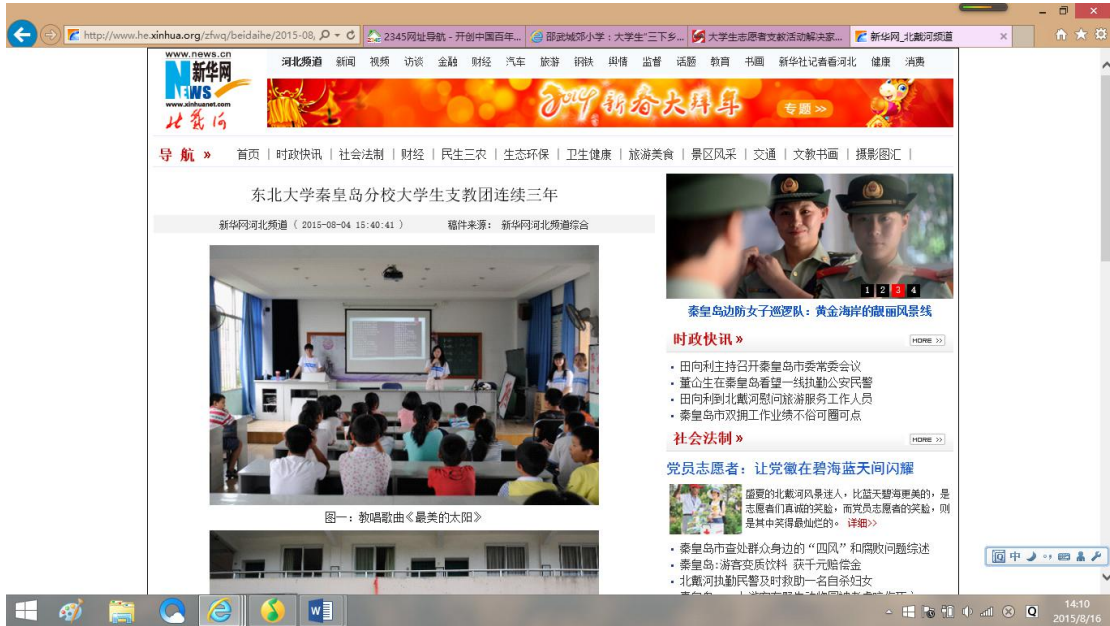 http://www.he.xinhua.org/zfwq/beidaihe/2015-08,
2345网址导航 - 开创中国百年...
邵武城郊小学：大学生"三下乡...
大学生志愿者支教活动解决家...
新华网_北戴河频道
www.news.cn
新华网
NEWS
www.xinhuanet.com
北戴河
河北频道 新闻 视频 访谈 金融 财经 汽车 旅游 钢铁 舆情 监督 话题 教育 书画 新华社记者看河北 健康 消费
新春大拜年
专题 >>
导航 »
首页 | 时政快讯 | 社会法制 | 财经 | 民生三农 | 生态环保 | 卫生健康 | 旅游美食 | 景区风采 | 交通 | 文教书画 | 摄影图汇 |
东北大学秦皇岛分校大学生支教团连续三年
新华网河北频道 （ 2015-08-04 15:40:41 ） 稿件来源： 新华网河北频道综合
图一：教唱歌曲《最美的太阳》
1 2 3 4
秦皇岛边防女子巡逻队：黄金海岸的靓丽风景线
时政快讯»
MORE >>
· 田向利主持召开秦皇岛市委常委会议
· 董仚生在秦皇岛看望一线执勤公安民警
· 田向利到北戴河慰问旅游服务工作人员
· 秦皇岛市双拥工作业绩不俗可圈可点
社会法制»
MORE >>
党员志愿者：让党徽在碧海蓝天间闪耀
盛夏的北戴河风景迷人，比蓝天碧海更美的，是
志愿者们真诚的笑脸，而党员志愿者的笑脸，则
是其中笑得最灿烂的。 详细>>
· 秦皇岛市查处群众身边的“四风”和腐败问题综述
· 秦皇岛:游客变质饮料 获千元赔偿金
· 北戴河执勤民警及时救助一名自杀妇女
中
14:10
2015/8/16